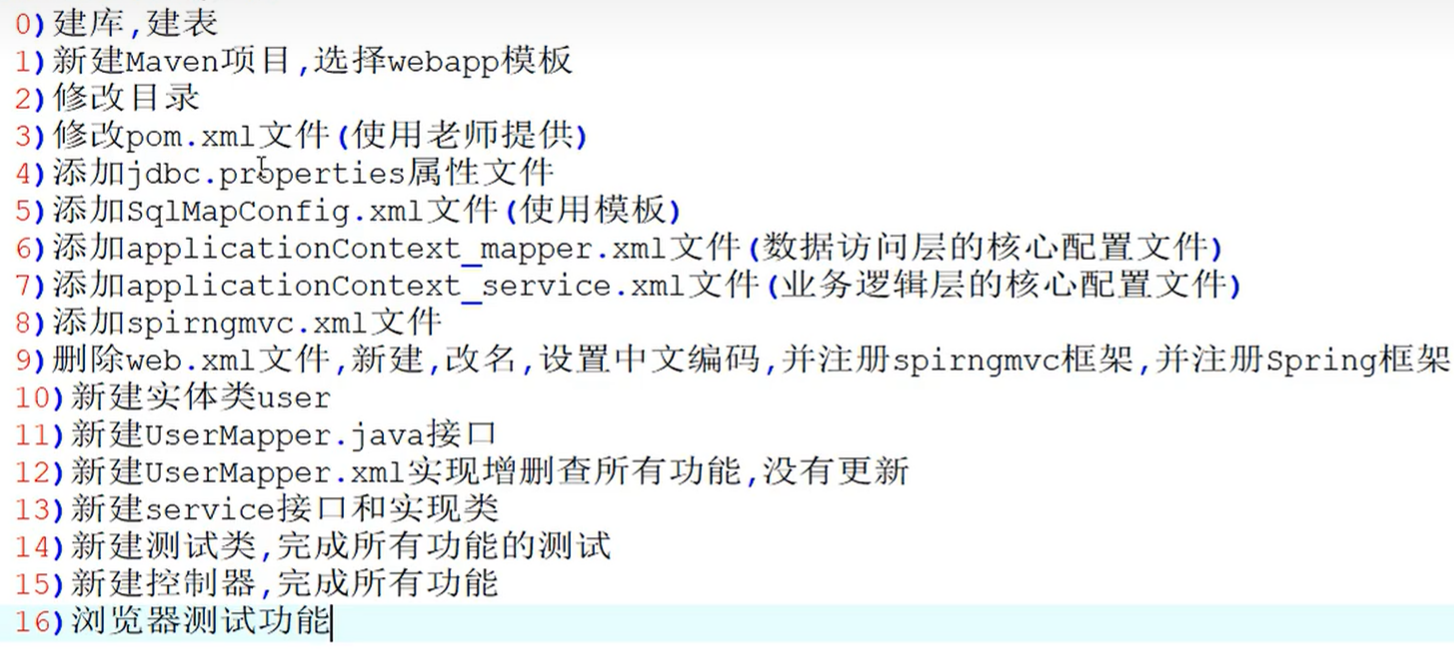 0)建库,建表
1)新建Maven项目,选择webapp模板
2)修改目录
3)修改pom.xml文件(使用老师提供)
4)添加jdbc.properties属性文件
5)添加SqlMapConfig.xml文件(使用模板)
6)添加applicationContext_mapper.xml文件(数据访问层的核心配置文件)
7)添加applicationContext_service.xml文件(业务逻辑层的核心配置文件)
8)添加spirngmvc.xml文件
9)删除web.xml文件,新建,改名,设置中文编码,并注册spirngmvc框架,并注册Spring框架
10)新建实体类user
11)新建UserMapper.java接口
12)新建UserMapper.xml实现增删查所有功能,没有更新
13)新建service接口和实现类
14)新建测试类,完成所有功能的测试
15)新建控制器,完成所有功能
16)浏览器测试功能